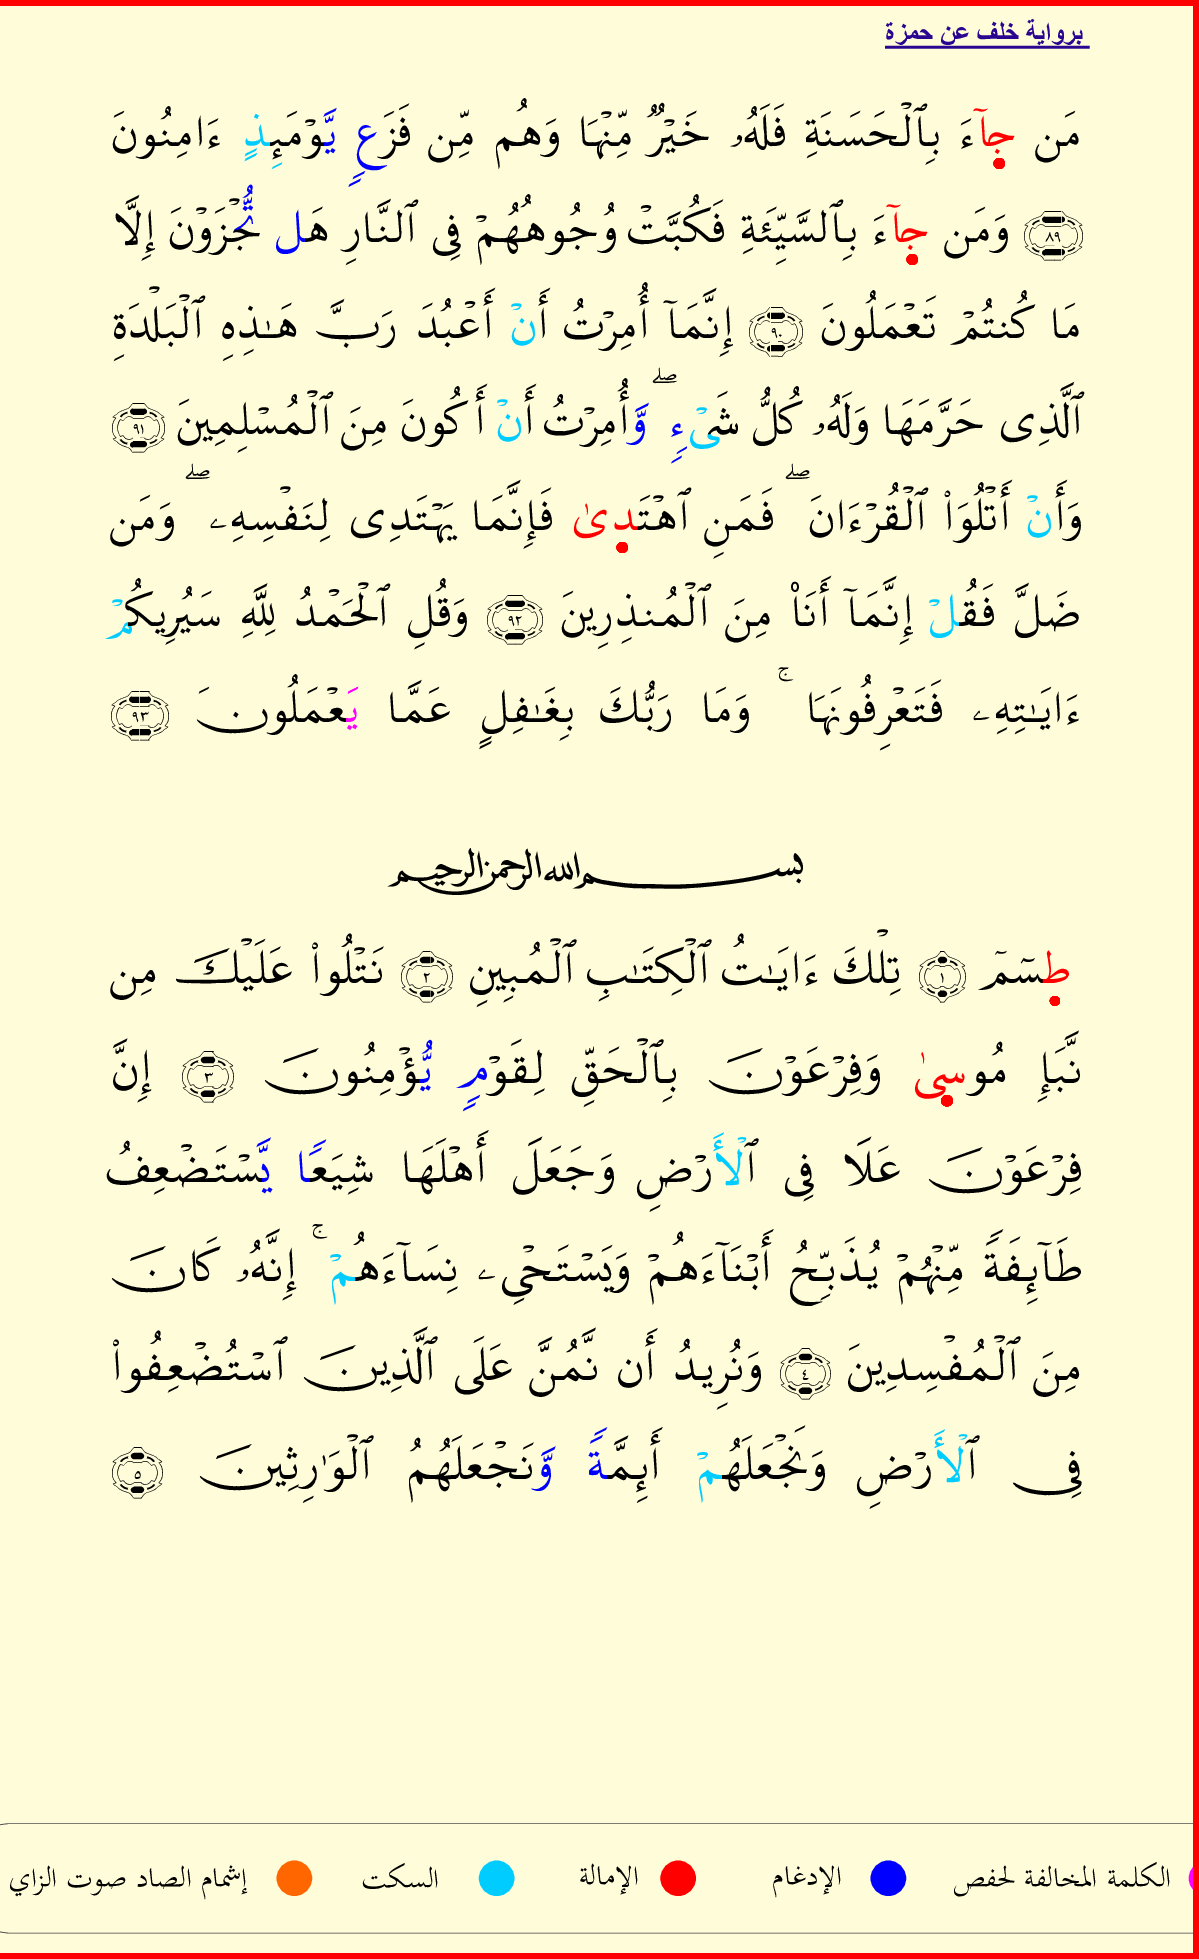 برواية خلف عن حمزة
مَن جَآءَ بِٱلۡحَسَنَةِ فَلَهُۥ خَيۡرٌ مِّنۡهَا وَهُم مِّن فَزَعٍ يَّوۡمَئِذٍ ءَامِنُونَ
٨٩ وَمَن جَآءَ بِٱلسَّيِّئَةِ فَكُبَّتۡ وُجُوهُهُمۡ فِي ٱلنَّارِ هَل تُّجۡزَوۡنَ إِلَّا
مَا كُنتُمۡ تَعۡمَلُونَ ٩٠ إِنَّمَآ أُمِرۡتُ أَنۡ أَعۡبُدَ رَبَّ هَٰذِهِ ٱلۡبَلۡدَةِ
ٱلَّذِي حَرَّمَهَا وَلَهُۥ كُلُّ شَيۡءٖۖ وَّأُمِرۡتُ أَنۡ أَكُونَ مِنَ ٱلۡمُسۡلِمِينَ ٩١
وَأَنۡ أَتۡلُوَاْ ٱلۡقُرۡءَانَۖ فَمَنِ ٱهۡتَدِىٰ فَإِنَّمَا يَهۡتَدِي لِنَفۡسِهِۦۖ وَمَن
ضَلَّ فَقُلۡ إِنَّمَآ أَنَا۠ مِنَ ٱلۡمُنذِرِينَ ٩٢ وَقُلِ ٱلۡحَمۡدُ لِلَّهِ سَيُرِيكُمۡ
ءَايَٰتِهِۦ فَتَعۡرِفُونَهَاۚ وَمَا رَبُّكَ بِغَٰفِلٍ عَمَّا يَعۡمَلُونَ ٩٣
بسم الله الرحمن الرحيم
طسٓمٓ ١ تِلۡكَ ءَايَٰتُ ٱلۡكِتَٰبِ ٱلۡمُبِينِ ٢ نَتۡلُواْ عَلَيۡكَ مِن
نَّبَإِ مُوسِىٰ وَفِرۡعَوۡنَ بِٱلۡحَقِّ لِقَوۡمٍ يُّؤۡمِنُونَ ٣ إِنَّ
فِرۡعَوۡنَ عَلَا فِي ٱلۡأَرۡضِ وَجَعَلَ أَهۡلَهَا شِيَعًا يَّسۡتَضۡعِفُ
طَآئِفَةً مِّنۡهُمۡ يُذَبِّحُ أَبۡنَآءَهُمۡ وَيَسۡتَحۡيِۦ نِسَآءَهُمۡۚ إِنَّهُۥ كَانَ
مِنَ ٱلۡمُفۡسِدِينَ ٤ وَنُرِيدُ أَن نَّمُنَّ عَلَى ٱلَّذِينَ ٱسۡتُضۡعِفُواْ
فِي ٱلۡأَرۡضِ وَنَجۡعَلَهُمۡ أَئِمَّةً وَّنَجۡعَلَهُمُ ٱلۡوَٰرِثِينَ ٥
الكلمة المخالفة لحفص الإدغام الإمالة السكت إشمام الصاد صوت الزاي